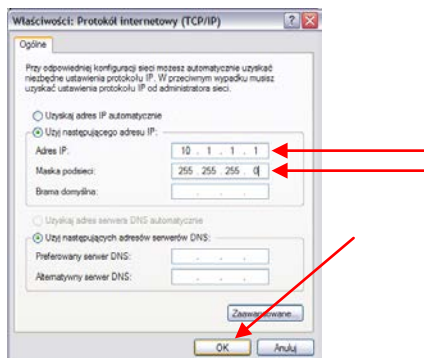 Właściwości: Protokół internetowy (TCP/IP)
Ogólne
Przy odpowiedniej konfiguracji sieci możesz automatycznie uzyskać
niezbędne ustawienia protokołu IP. W przeciwnym wypadku musisz
uzyskać ustawienia protokołu IP od administratora sieci.
Uzyskaj adres IP automatycznie
Użyj następującego adresu IP:
Adres IP: 10 . 1 . 1 . 1
Maska podsieci: 255 . 255 . 255 . 0
Brama domyślna: . . .
Uzyskaj adres serwera DNS automatycznie
Użyj następujących adresów serwerów DNS:
Preferowany serwer DNS: . . .
Alternatywny serwer DNS: . . .
Zaawansowane...
OK Anuluj